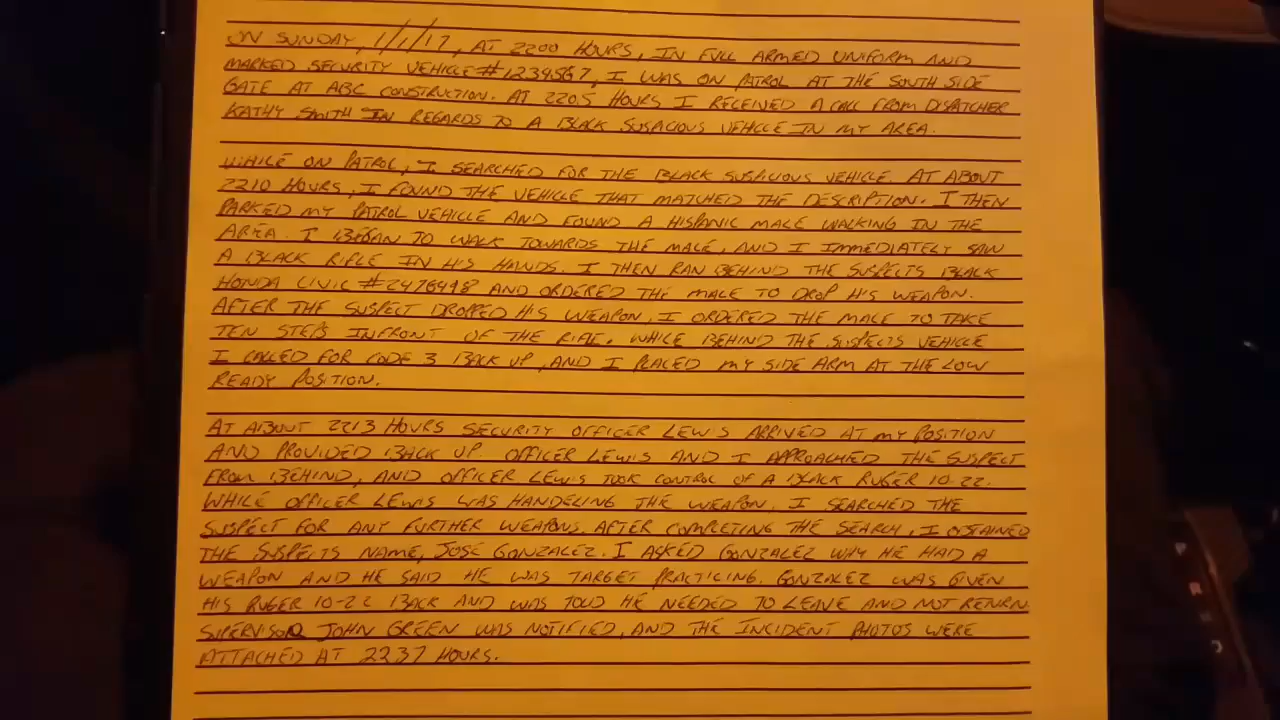 ON SUNDAY, 1/1/17, AT 2200 HOURS, IN FULL ARMED UNIFORM AND
MARKED SECURITY VEHICLE #1234567, I WAS ON PATROL AT THE SOUTH SIDE
GATE AT ABC CONSTRUCTION. AT 2205 HOURS I RECEIVED A CALL FROM DISPATCHER
KATHY SMITH IN REGARDS TO A BLACK SUSPICIOUS VEHICLE IN MY AREA.
WHILE ON PATROL, I SEARCHED FOR THE BLACK SUSPICIOUS VEHICLE. AT ABOUT
2210 HOURS, I FOUND THE VEHICLE THAT MATCHED THE DESCRIPTION. I THEN
PARKED MY PATROL VEHICLE AND FOUND A HISPANIC MALE WALKING IN THE
AREA. I BEGAN TO WALK TOWARDS THE MALE, AND I IMMEDIATELY SAW
A BLACK RIFLE IN HIS HANDS. I THEN RAN BEHIND THE SUSPECTS BLACK
HONDA CIVIC #2476498 AND ORDERED THE MALE TO DROP HIS WEAPON.
AFTER THE SUSPECT DROPPED HIS WEAPON, I ORDERED THE MALE TO TAKE
TEN STEPS INFRONT OF THE RIFLE. WHILE BEHIND THE SUSPECTS VEHICLE
I CALLED FOR CODE 3 BACK UP, AND I PLACED MY SIDE ARM AT THE LOW
READY POSITION.
AT ABOUT 2213 HOURS SECURITY OFFICER LEWIS ARRIVED AT MY POSITION
AND PROVIDED BACK UP. OFFICER LEWIS AND I APPROACHED THE SUSPECT
FROM BEHIND, AND OFFICER LEWIS TOOK CONTROL OF A BLACK RUGER 10-22.
WHILE OFFICER LEWIS WAS HANDELING THE WEAPON, I SEARCHED THE
SUSPECT FOR ANY FURTHER WEAPONS. AFTER COMPLETING THE SEARCH, I OBTAINED
THE SUSPECTS NAME, JOSE GONZALEZ. I ASKED GONZALEZ WHY HE HAD A
WEAPON AND HE SAID HE WAS TARGET PRACTICING. GONZALEZ WAS GIVEN
HIS RUGER 10-22 BACK AND WAS TOLD HE NEEDED TO LEAVE AND NOT RETURN.
SUPERVISOR JOHN GREEN WAS NOTIFIED, AND THE INCIDENT PHOTOS WERE
ATTACHED AT 2237 HOURS.